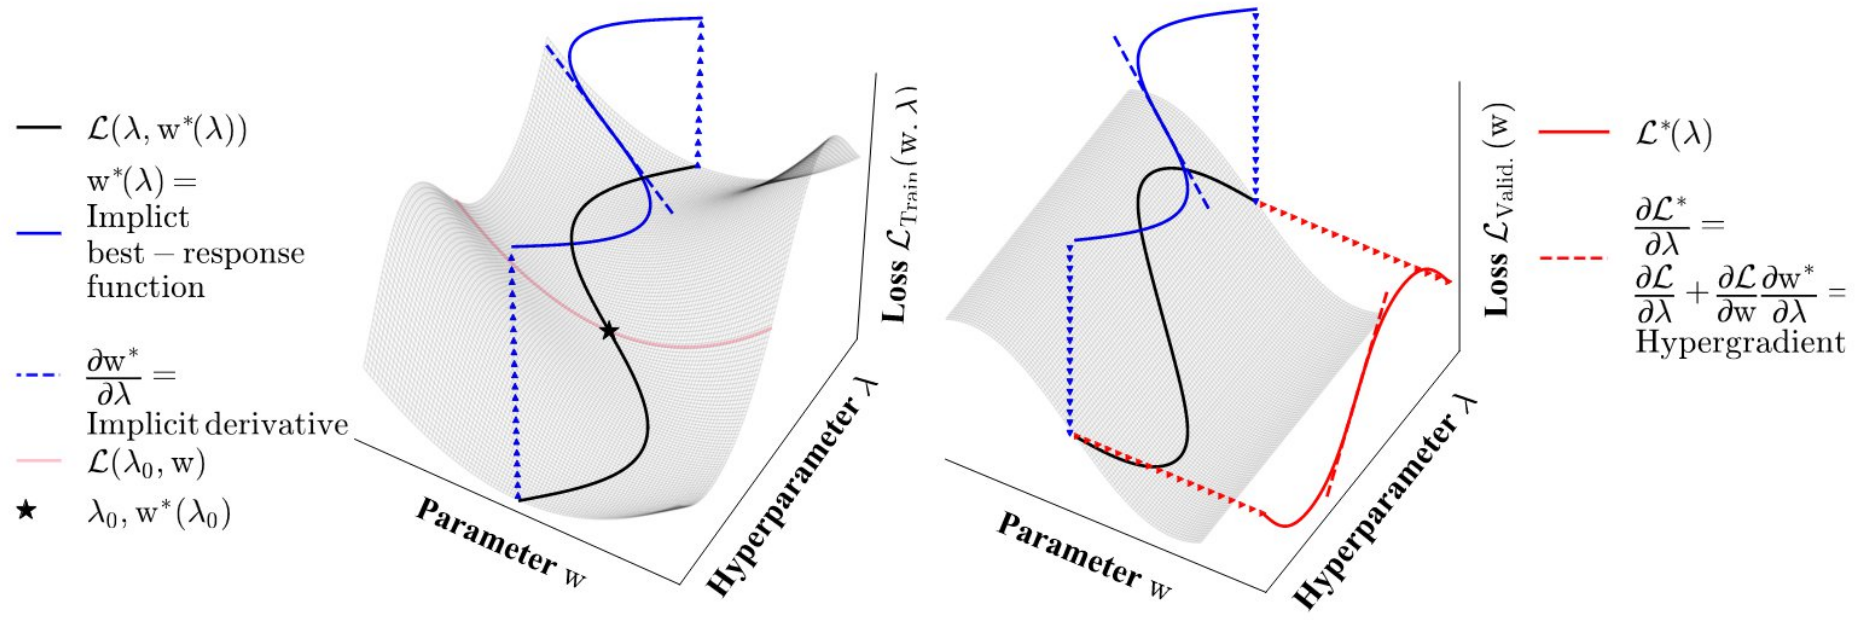 ℒ(λ, w*(λ))
w*(λ) =
Implict
best − response
function
∂w*/∂λ =
Implicit derivative
ℒ(λ₀, w)
λ₀, w*(λ₀)
Parameter w
Hyperparameter λ
Loss ℒ_Train (w. λ)
Parameter w
Hyperparameter λ
Loss ℒ_Valid. (w)
ℒ*(λ)
∂ℒ*/∂λ =
∂ℒ/∂λ + ∂ℒ/∂w ∂w*/∂λ =
Hypergradient